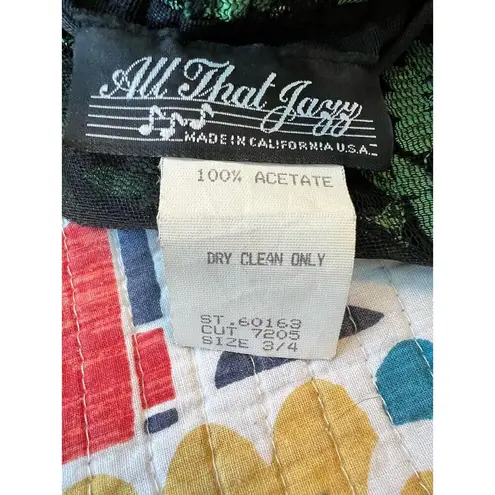 All That Jazz
MADE IN CALIFORNIA U.S.A.
100% ACETATE
DRY CLEAN ONLY
ST.60163
CUT 7205
SIZE 3/4